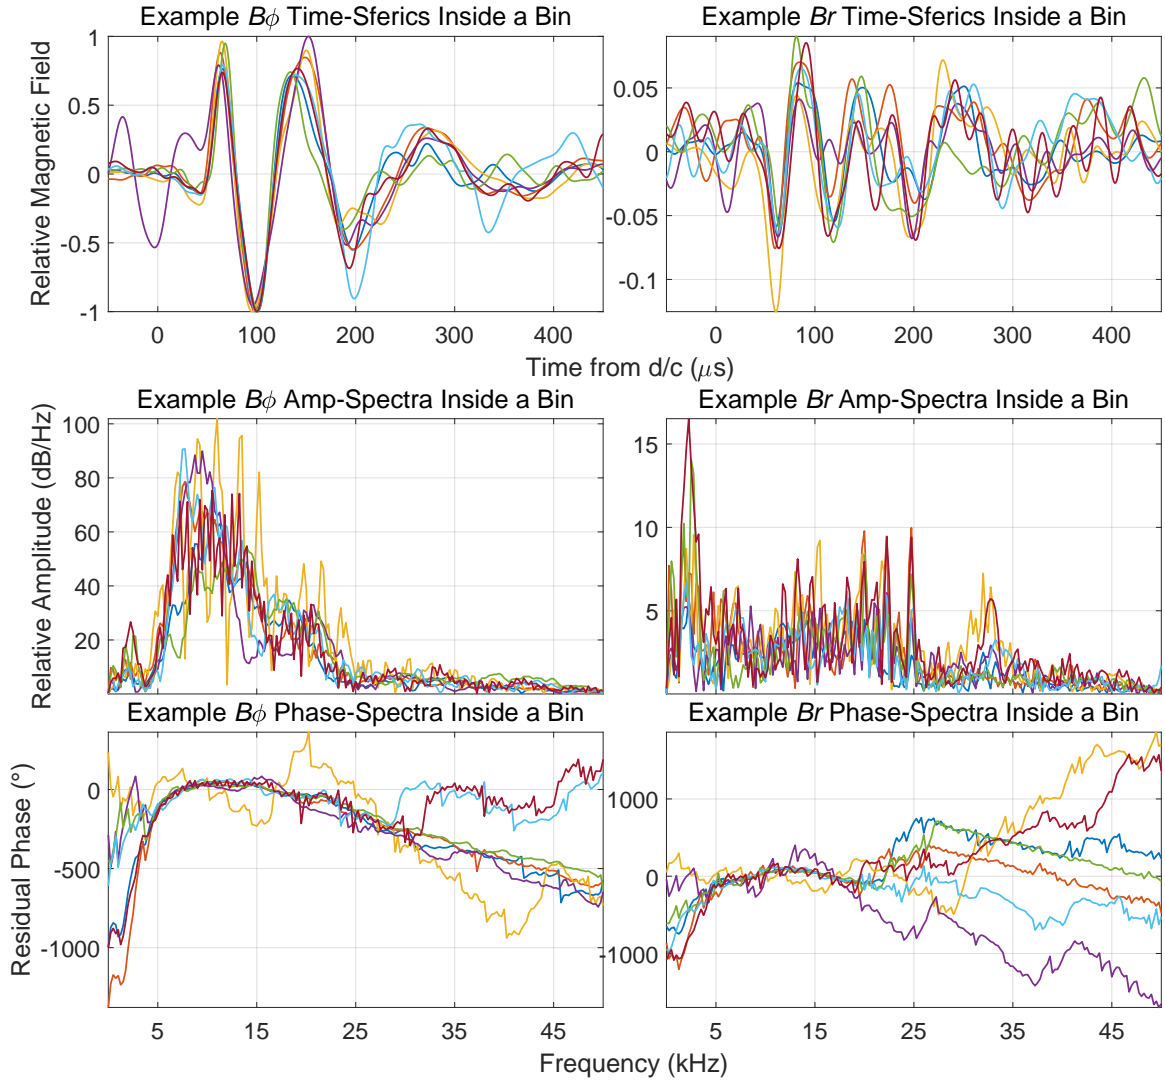 Example Bϕ Time-Sferics Inside a Bin
Example Br Time-Sferics Inside a Bin
Relative Magnetic Field
1
0.5
0
-0.5
-1
0.05
0
-0.05
-0.1
0 100 200 300 400
0 100 200 300 400
Time from d/c (μs)
Example Bϕ Amp-Spectra Inside a Bin
Example Br Amp-Spectra Inside a Bin
Relative Amplitude (dB/Hz)
100
80
60
40
20
15
10
5
Example Bϕ Phase-Spectra Inside a Bin
Example Br Phase-Spectra Inside a Bin
Residual Phase (°)
0
-500
-1000
1000
0
-1000
5 15 25 35 45
5 15 25 35 45
Frequency (kHz)